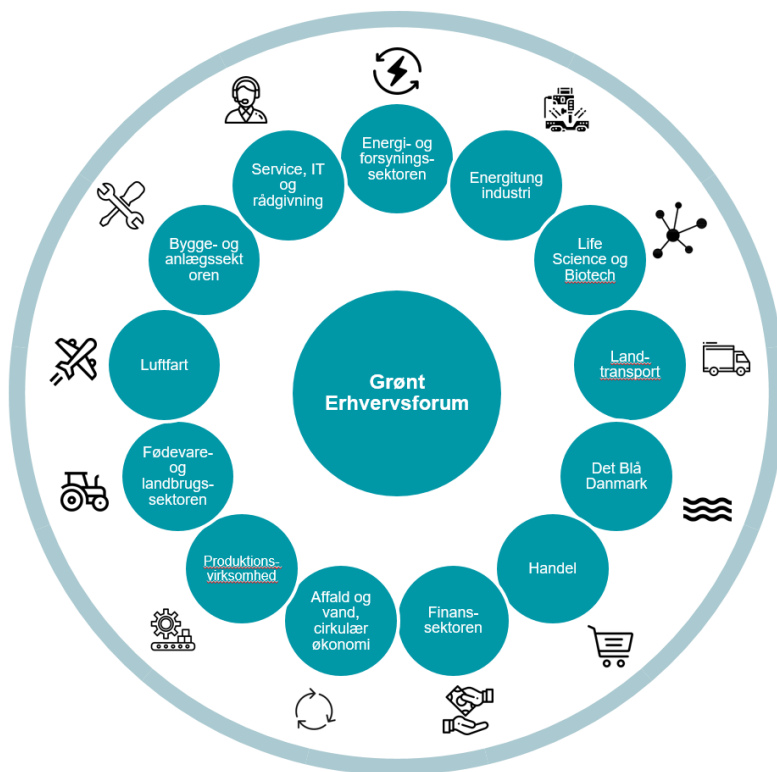 Energi- og
forsynings-
sektoren
Energitung
industri
Life
Science og
Biotech
Land-
transport
Det Blå
Danmark
Handel
Finans-
sektoren
Affald og
vand,
cirkulær
økonomi
Produktions-
virksomhed
Fødevare-
og
landbrugs-
sektoren
Luftfart
Bygge- og
anlægssekt
oren
Service, IT
og
rådgivning
Grønt
Erhvervsforum